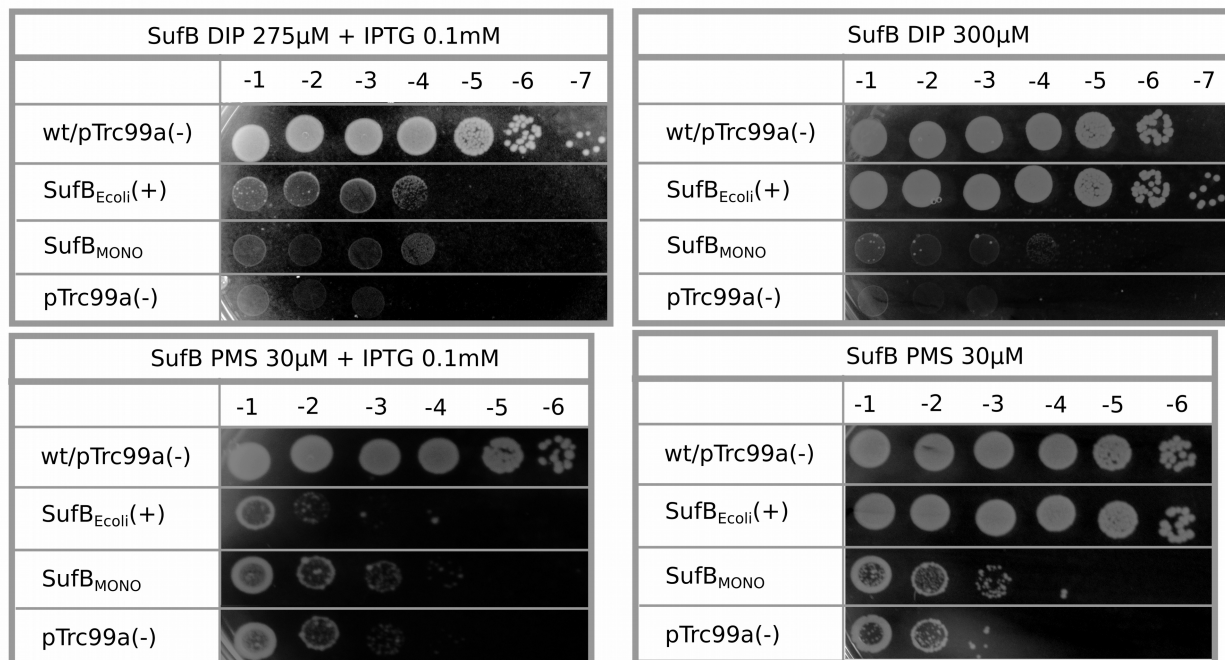 SufB DIP 275µM + IPTG 0.1mM
-1 -2 -3 -4 -5 -6 -7
wt/pTrc99a(-)
SufBEcoli(+)
SufBMONO
pTrc99a(-)
SufB DIP 300µM
-1 -2 -3 -4 -5 -6 -7
wt/pTrc99a(-)
SufBEcoli(+)
SufBMONO
pTrc99a(-)
SufB PMS 30µM + IPTG 0.1mM
-1 -2 -3 -4 -5 -6
wt/pTrc99a(-)
SufBEcoli(+)
SufBMONO
pTrc99a(-)
SufB PMS 30µM
-1 -2 -3 -4 -5 -6
wt/pTrc99a(-)
SufBEcoli(+)
SufBMONO
pTrc99a(-)